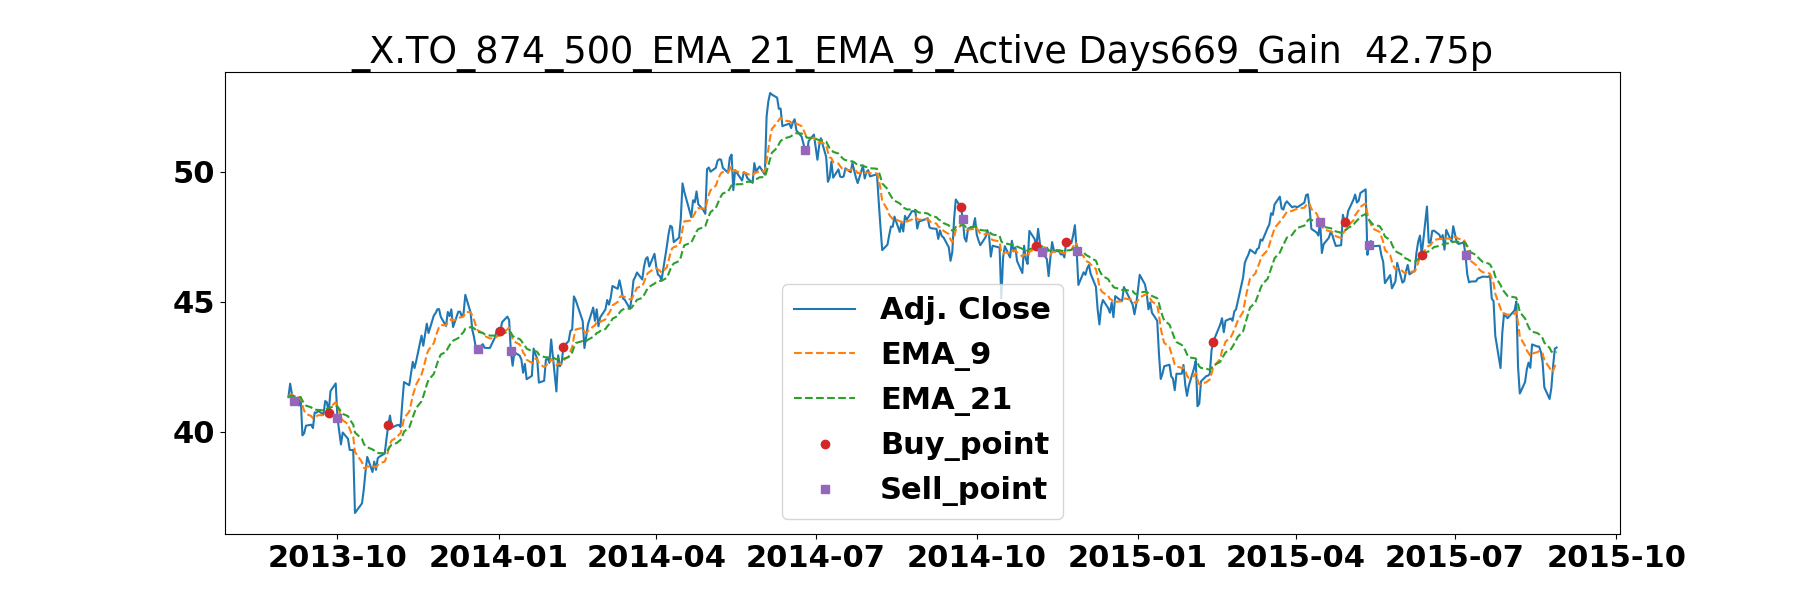 _X.TO_874_500_EMA_21_EMA_9_Active Days669_Gain  42.75p
50
45
40
Adj. Close
EMA_9
EMA_21
Buy_point
Sell_point
2013-10 2014-01 2014-04 2014-07 2014-10 2015-01 2015-04 2015-07 2015-10